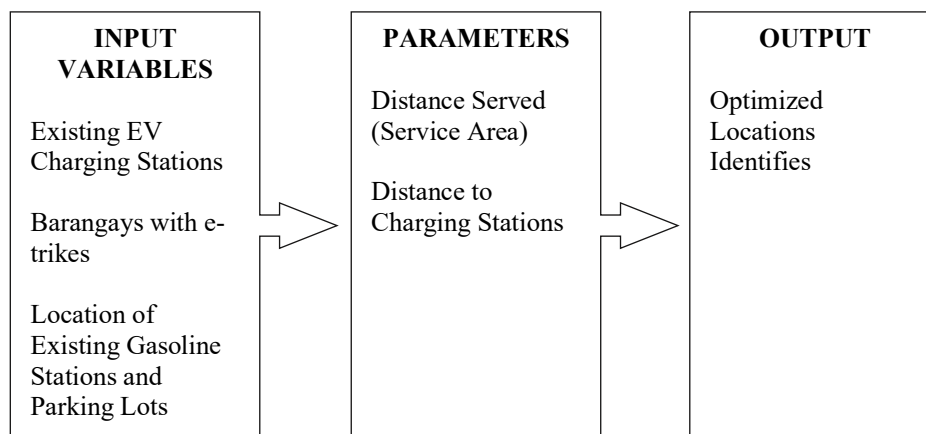 INPUT
VARIABLES
Existing EV
Charging Stations
Barangays with e-
trikes
Location of
Existing Gasoline
Stations and
Parking Lots
PARAMETERS
Distance Served
(Service Area)
Distance to
Charging Stations
OUTPUT
Optimized
Locations
Identifies